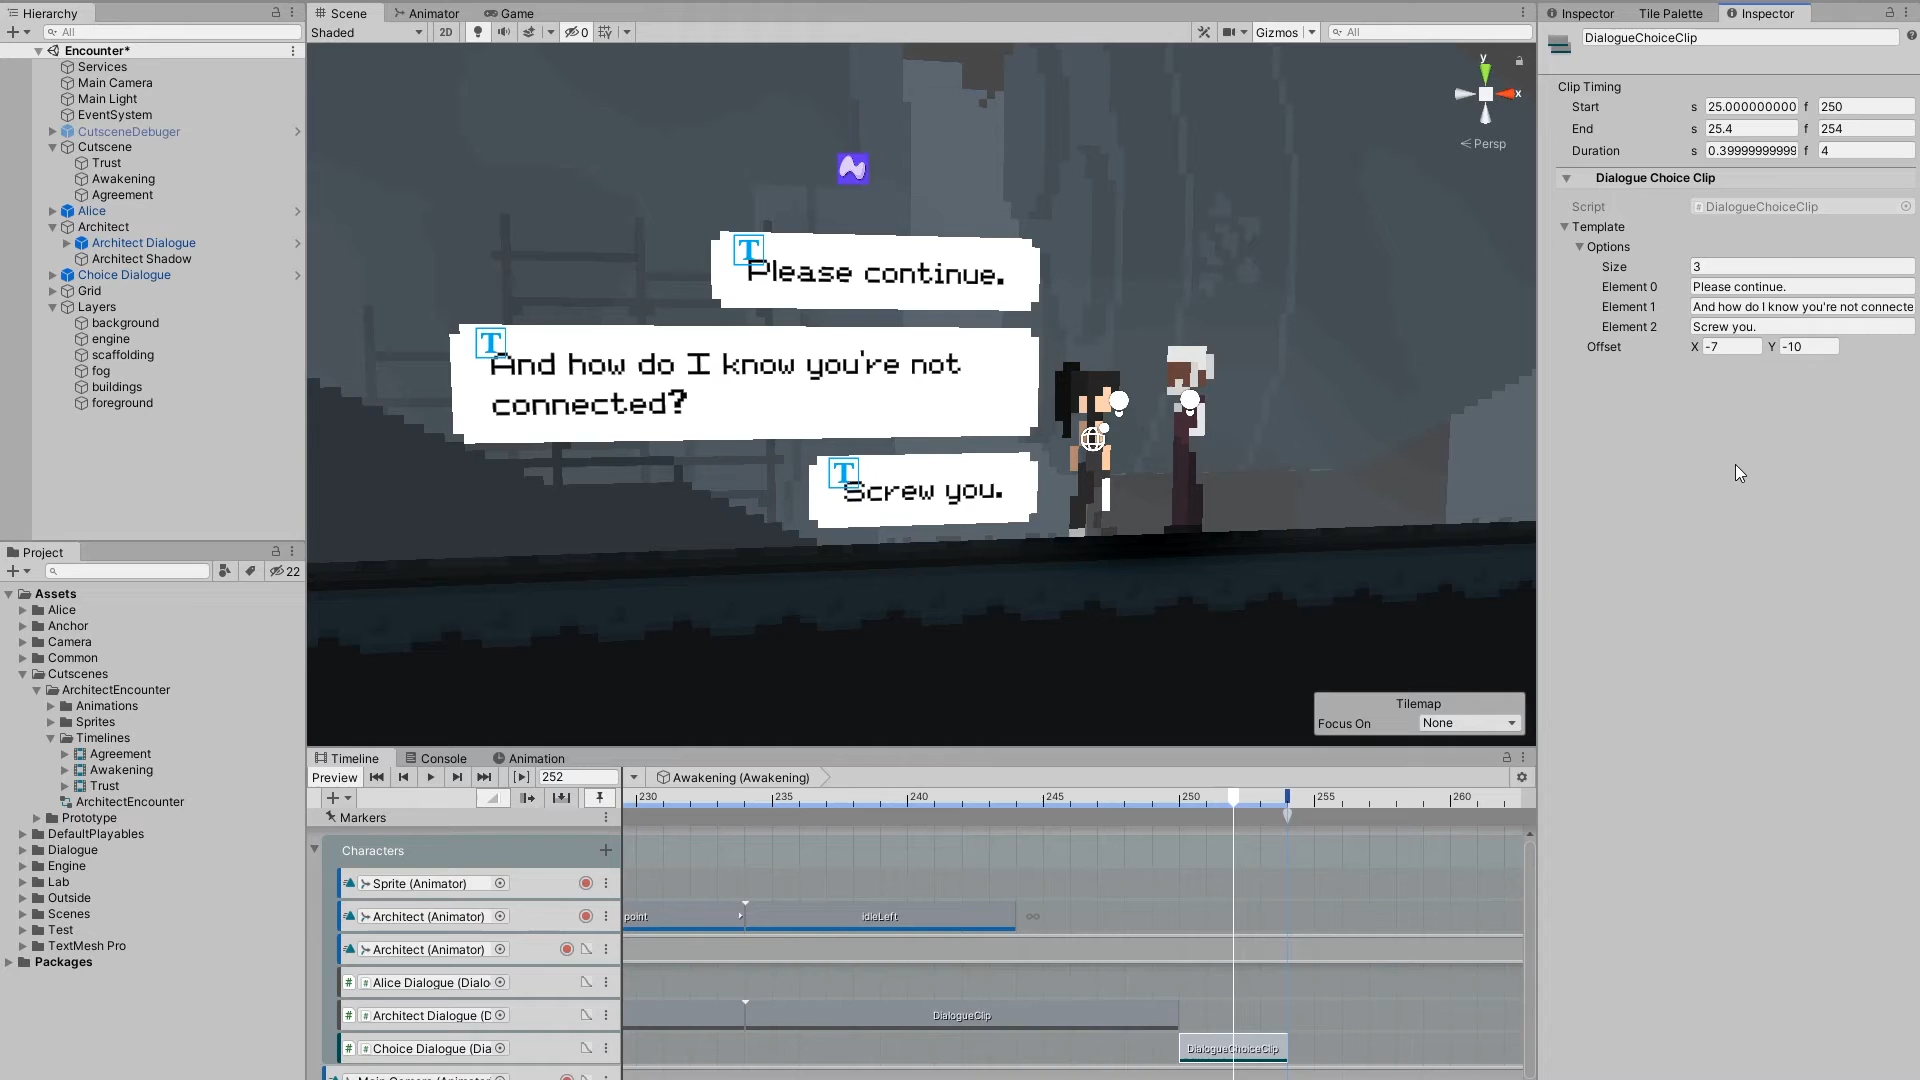 Hierarchy
All
Encounter*
Services
Main Camera
Main Light
EventSystem
CutsceneDebuger
Cutscene
Trust
Awakening
Agreement
Alice
Architect
Architect Dialogue
Architect Shadow
Choice Dialogue
Grid
Layers
background
engine
scaffolding
fog
buildings
foreground
Project
22
Assets
Alice
Anchor
Camera
Common
Cutscenes
ArchitectEncounter
Animations
Sprites
Timelines
Agreement
Awakening
Trust
ArchitectEncounter
Prototype
DefaultPlayables
Dialogue
Engine
Lab
Outside
Scenes
Test
TextMesh Pro
Packages
Scene Animator Game
Shaded 2D 0 Gizmos All
y
x
Persp
T
Please continue.
T
And how do I know you're not
connected?
T
Screw you.
Tilemap
Focus On None
Timeline Console Animation
Preview 252 Awakening (Awakening)
230 235 240 245 250 255 260
Markers
Characters
Sprite (Animator)
Architect (Animator) point idleLeft
Architect (Animator)
# # Alice Dialogue (Dialo
# # Architect Dialogue (D DialogueClip
# # Choice Dialogue (Dia DialogueChoiceClip
Inspector Tile Palette Inspector
DialogueChoiceClip
Clip Timing
Start s 25.000000000 f 250
End s 25.4 f 254
Duration s 0.39999999999 f 4
Dialogue Choice Clip
Script # DialogueChoiceClip
Template
Options
Size 3
Element 0 Please continue.
Element 1 And how do I know you're not connecte
Element 2 Screw you.
Offset X -7 Y -10